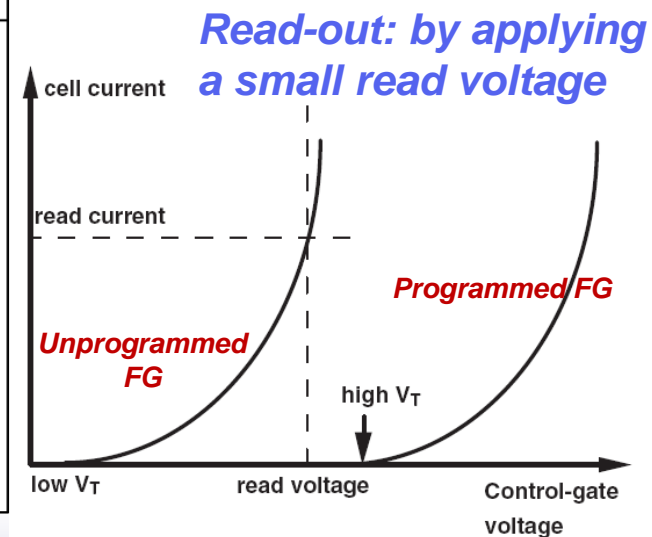 Read-out: by applying
a small read voltage
cell current
read current
Programmed FG
Unprogrammed
FG
high VT
low VT
read voltage
Control-gate
voltage